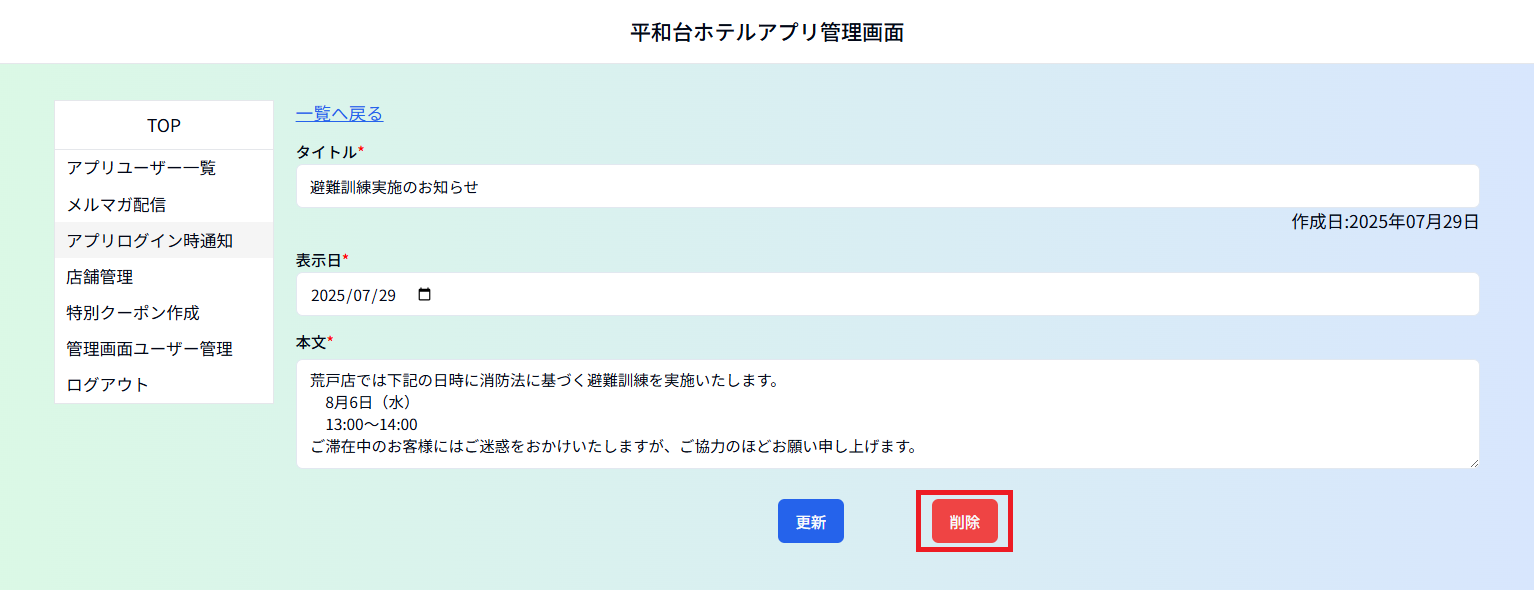 平和台ホテルアプリ管理画面
TOP
アプリユーザー一覧
メルマガ配信
アプリログイン時通知
店舗管理
特別クーポン作成
管理画面ユーザー管理
ログアウト
一覧へ戻る
タイトル*
避難訓練実施のお知らせ
作成日:2025年07月29日
表示日*
2025/07/29
本文*
荒戸店では下記の日時に消防法に基づく避難訓練を実施いたします。
8月6日（水）
13:00～14:00
ご滞在中のお客様にはご迷惑をおかけいたしますが、ご協力のほどお願い申し上げます。
更新
削除